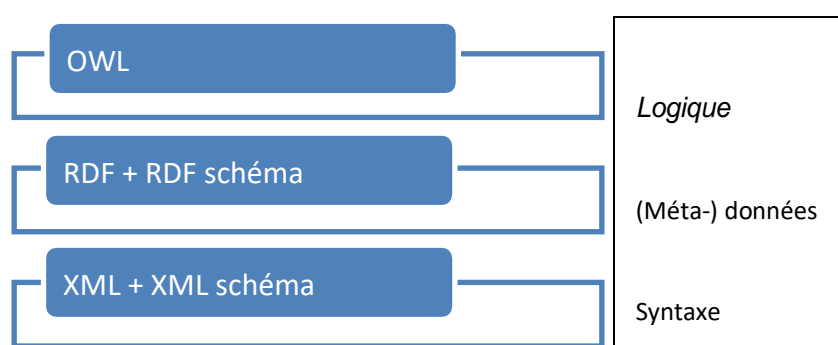 OWL
Logique
RDF + RDF schéma
(Méta-) données
XML + XML schéma
Syntaxe